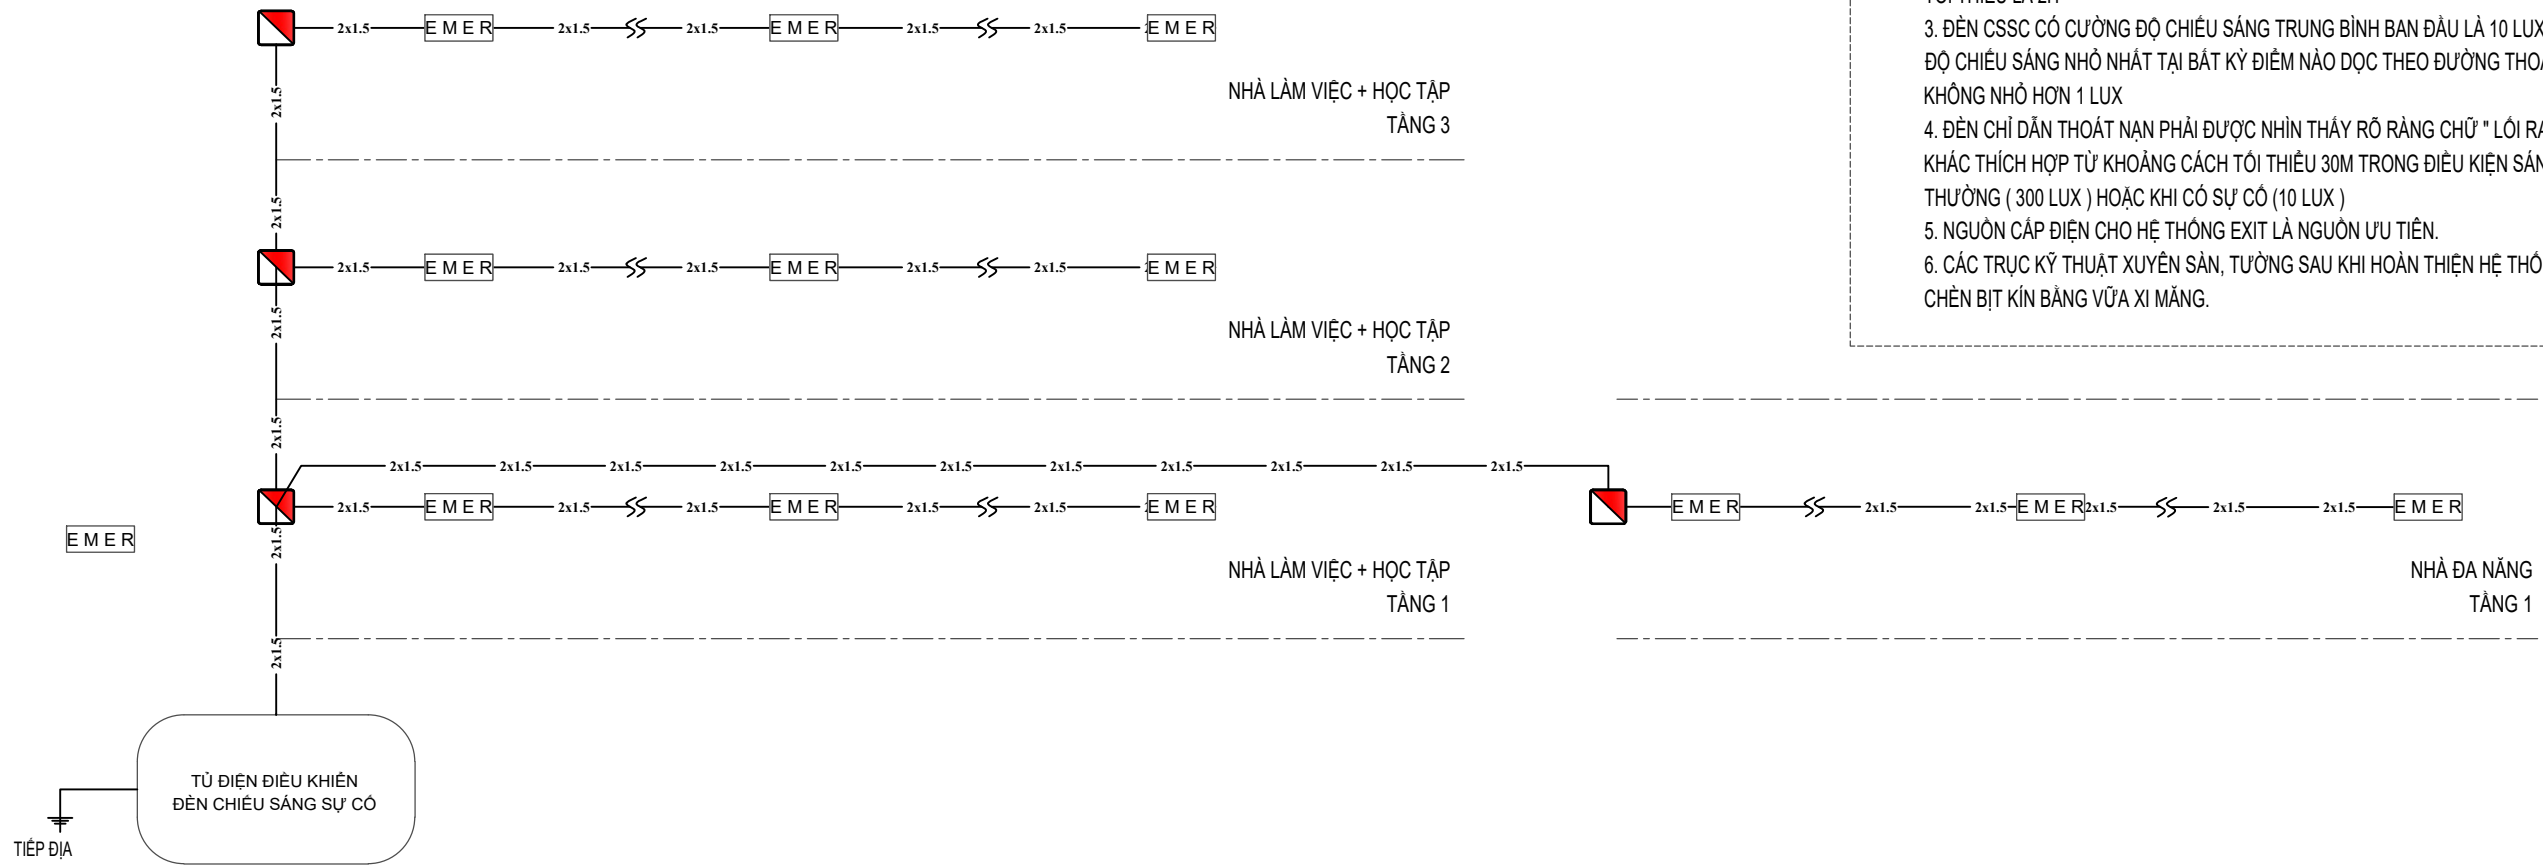 2x1.5 EMER 2x1.5 2x1.5 EMER 2x1.5 2x1.5 EMER
2x1.5
NHÀ LÀM VIỆC + HỌC TẬP
TẦNG 3
2x1.5
2x1.5 EMER 2x1.5 2x1.5 EMER 2x1.5 2x1.5 EMER
2x1.5
NHÀ LÀM VIỆC + HỌC TẬP
TẦNG 2
2x1.5
2x1.5 2x1.5 2x1.5 2x1.5 2x1.5 2x1.5 2x1.5 2x1.5 2x1.5 2x1.5 2x1.5
2x1.5 EMER 2x1.5 2x1.5 EMER 2x1.5 2x1.5 EMER
2x1.5
EMER
NHÀ LÀM VIỆC + HỌC TẬP
TẦNG 1
2x1.5
TỦ ĐIỆN ĐIỀU KHIỂN
ĐÈN CHIẾU SÁNG SỰ CỐ
TIẾP ĐỊA
3. ĐÈN CSSC CÓ CƯỜNG ĐỘ CHIẾU SÁNG TRUNG BÌNH BAN ĐẦU LÀ 10 LUX
ĐỘ CHIẾU SÁNG NHỎ NHẤT TẠI BẤT KỲ ĐIỂM NÀO DỌC THEO ĐƯỜNG
KHÔNG NHỎ HƠN 1 LUX
4. ĐÈN CHỈ DẪN THOÁT NẠN PHẢI ĐƯỢC NHÌN THẤY RÕ RÀNG CHỮ " LỐI RA
KHÁC THÍCH HỢP TỪ KHOẢNG CÁCH TỐI THIỂU 30M TRONG ĐIỀU KIỆN
THƯỜNG ( 300 LUX ) HOẶC KHI CÓ SỰ CỐ (10 LUX )
5. NGUỒN CẤP ĐIỆN CHO HỆ THỐNG EXIT LÀ NGUỒN ƯU TIÊN.
6. CÁC TRỤC KỸ THUẬT XUYÊN SÀN, TƯỜNG SAU KHI HOÀN THIỆN HỆ
CHÈN BỊT KÍN BẰNG VỮA XI MĂNG.
EMER 2x1.5 2x1.5 EMER 2x1.5 2x1.5 2x1.5 EMER
NHÀ ĐA NĂNG
TẦNG 1